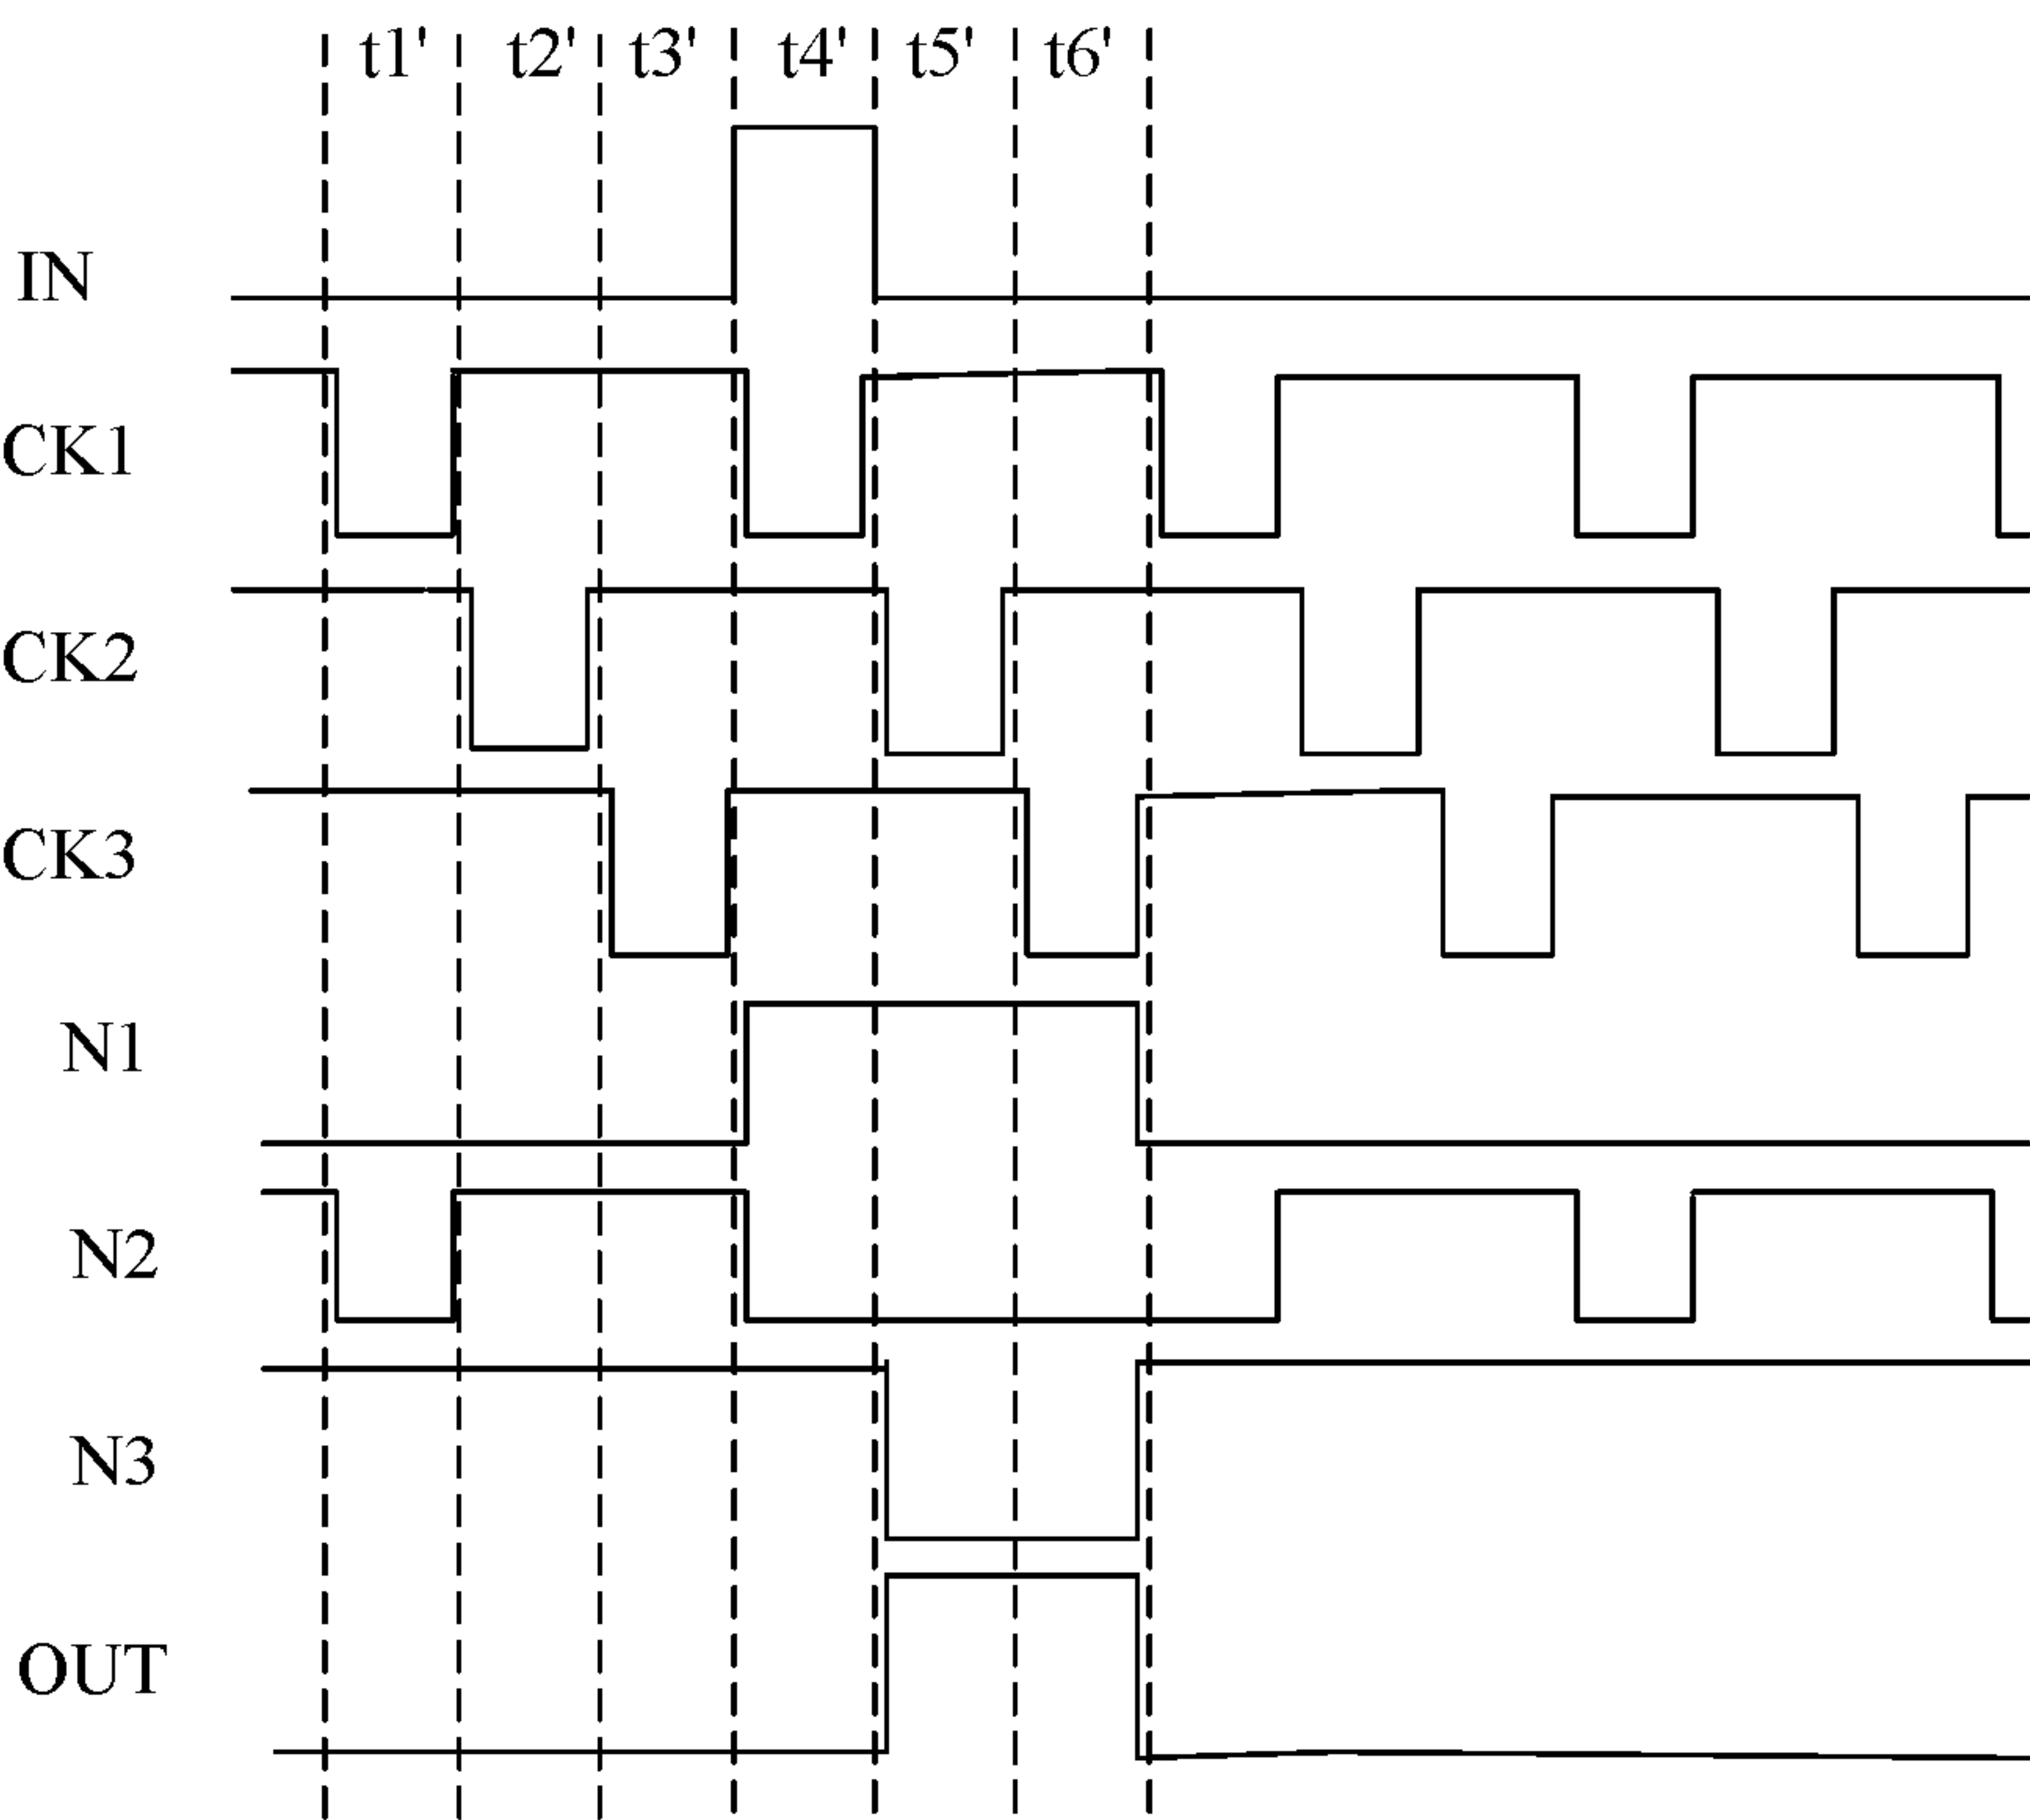 t1' t2' t3' t4' t5' t6'
IN
CK1
CK2
CK3
N1
N2
N3
OUT